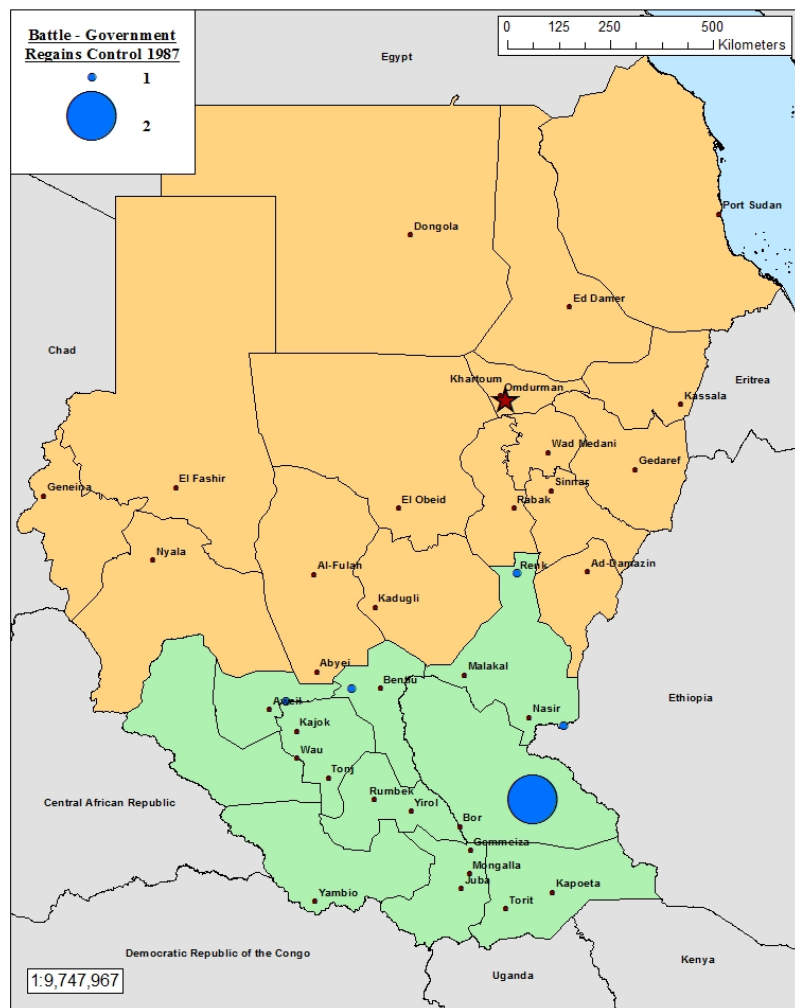 Battle - Government
Regains Control 1987
1
2
0 125 250 500
Kilometers
Egypt
Port Sudan
Dongola
Ed Damer
Chad
Khartoum
Omdurman
Eritrea
Kassala
Wad Medani
Gedaref
El Fashir
Sinnar
Geneina
El Obeid
Rabak
Nyala
Renk
Ad-Damazin
Al-Fulah
Kadugli
Abyei
Malakal
Bentiu
Ethiopia
Aweil
Nasir
Kajok
Wau
Tonj
Central African Republic
Rumbek
Yirol
Bor
Gemmeiza
Mongalla
Juba
Kapoeta
Yambio
Torit
Democratic Republic of the Congo
Kenya
Uganda
1:9,747,967